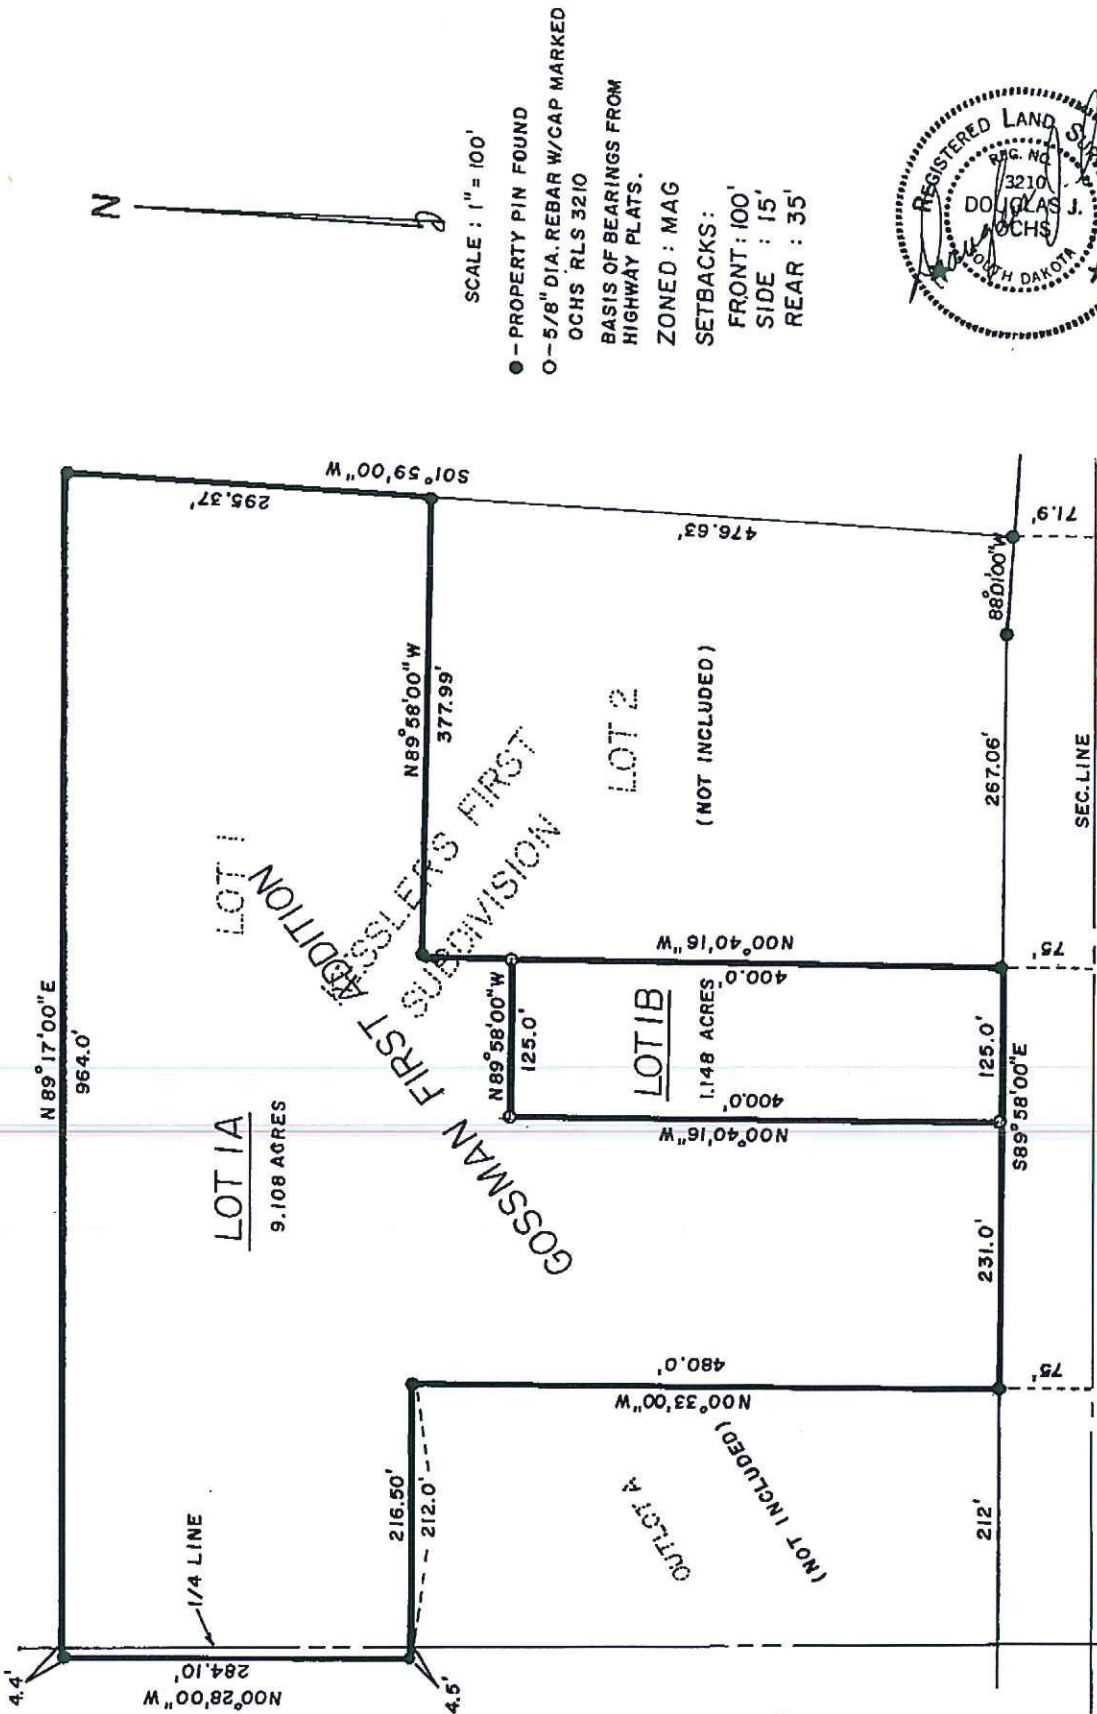 N
SCALE : 1" = 100'
●-PROPERTY PIN FOUND
O-5/8" DIA. REBAR W/CAP MARKED
OCHS RLS 3210
BASIS OF BEARINGS FROM
HIGHWAY PLATS.
ZONED : MAG
SETBACKS:
FRONT: 100'
SIDE : 15'
REAR : 35'
REGISTERED LAND
REG. NO.
3210
DOUGLAS J.
OCHS
SOUTH DAKOTA
N 89° 17' 00" E
964.0'
4.4'
N00°28'00"W
284.10'
4.5'
1/4 LINE
216.50'
212.0'
LOT 1A
9.108 ACRES
LOT 1
GOSSMAN FIRST ADDITION
FIRST
SUBDIVISION
S01°59'00"W
295.37'
N89°58'00"W
377.99'
476.63'
LOT 2
(NOT INCLUDED)
N89°58'00"W
125.0'
N00°40'16"W
400.0'
LOT 1B
1.148 ACRES
400.0'
N00°40'16"W
480.0'
N00°33'00"W
OUTLOT A
(NOT INCLUDED)
212'
231.0'
125.0'
S89°58'00"E
267.06'
88°01'00"W
75'
75'
71.9'
SEC. LINE